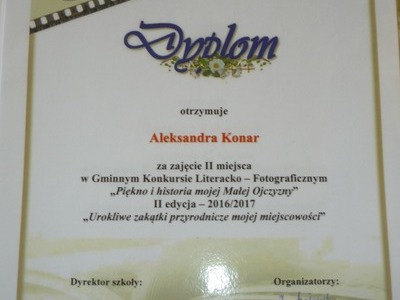 Dyplom
otrzymuje
Aleksandra Konar
za zajęcie II miejsca
w Gminnym Konkursie Literacko – Fotograficznym
„Piękno i historia mojej Małej Ojczyzny”
II edycja – 2016/2017
„Urokliwe zakątki przyrodnicze mojej miejscowości”
Dyrektor szkoły: Organizatorzy: